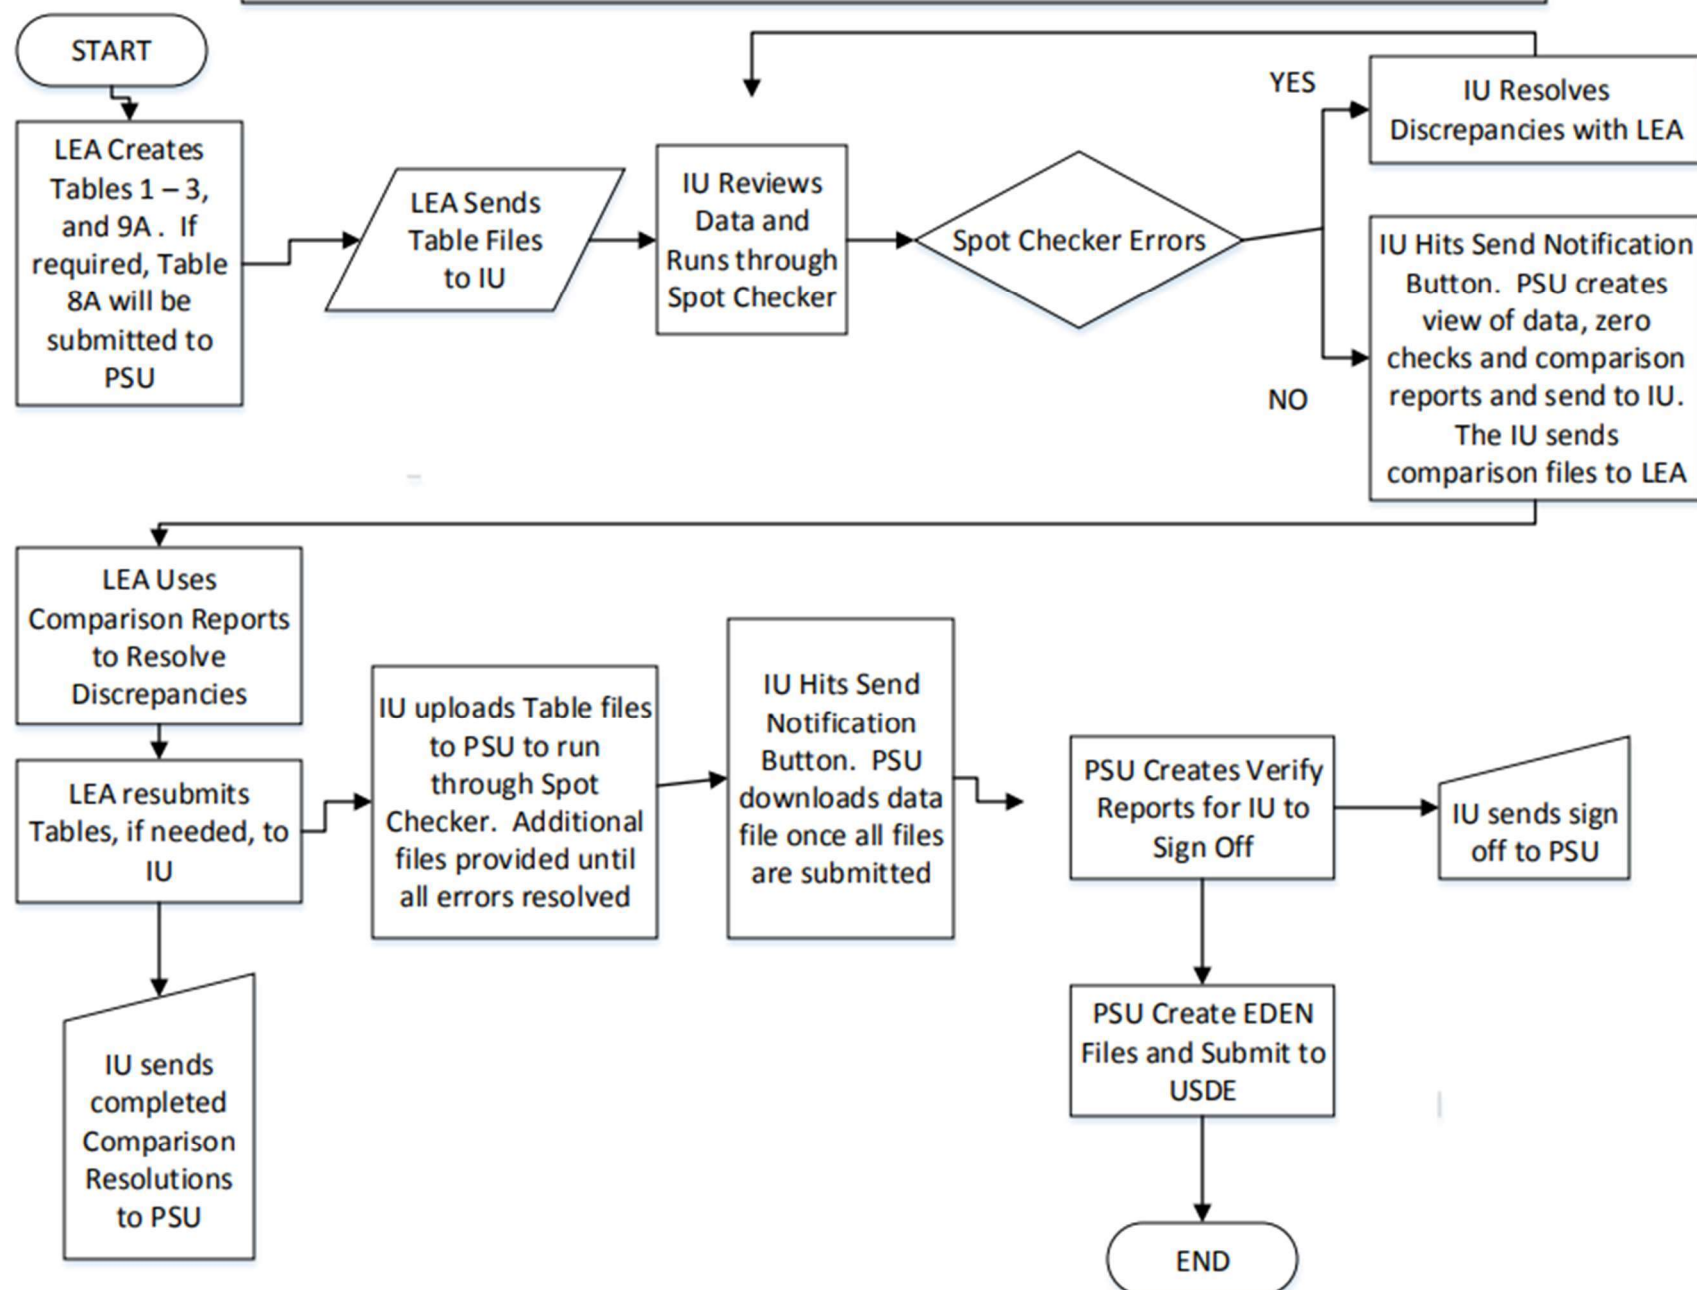 START
LEA Creates
Tables 1 – 3,
and 9A . If
required, Table
8A will be
submitted to
PSU
LEA Sends
Table Files
to IU
IU Reviews
Data and
Runs through
Spot Checker
Spot Checker Errors
YES
IU Resolves
Discrepancies with LEA
NO
IU Hits Send Notification
Button. PSU creates
view of data, zero
checks and comparison
reports and send to IU.
The IU sends
comparison files to LEA
LEA Uses
Comparison Reports
to Resolve
Discrepancies
LEA resubmits
Tables, if needed, to
IU
IU sends
completed
Comparison
Resolutions
to PSU
IU uploads Table files
to PSU to run
through Spot
Checker. Additional
files provided until
all errors resolved
IU Hits Send
Notification
Button. PSU
downloads data
file once all files
are submitted
PSU Creates Verify
Reports for IU to
Sign Off
IU sends sign
off to PSU
PSU Create EDEN
Files and Submit to
USDE
END